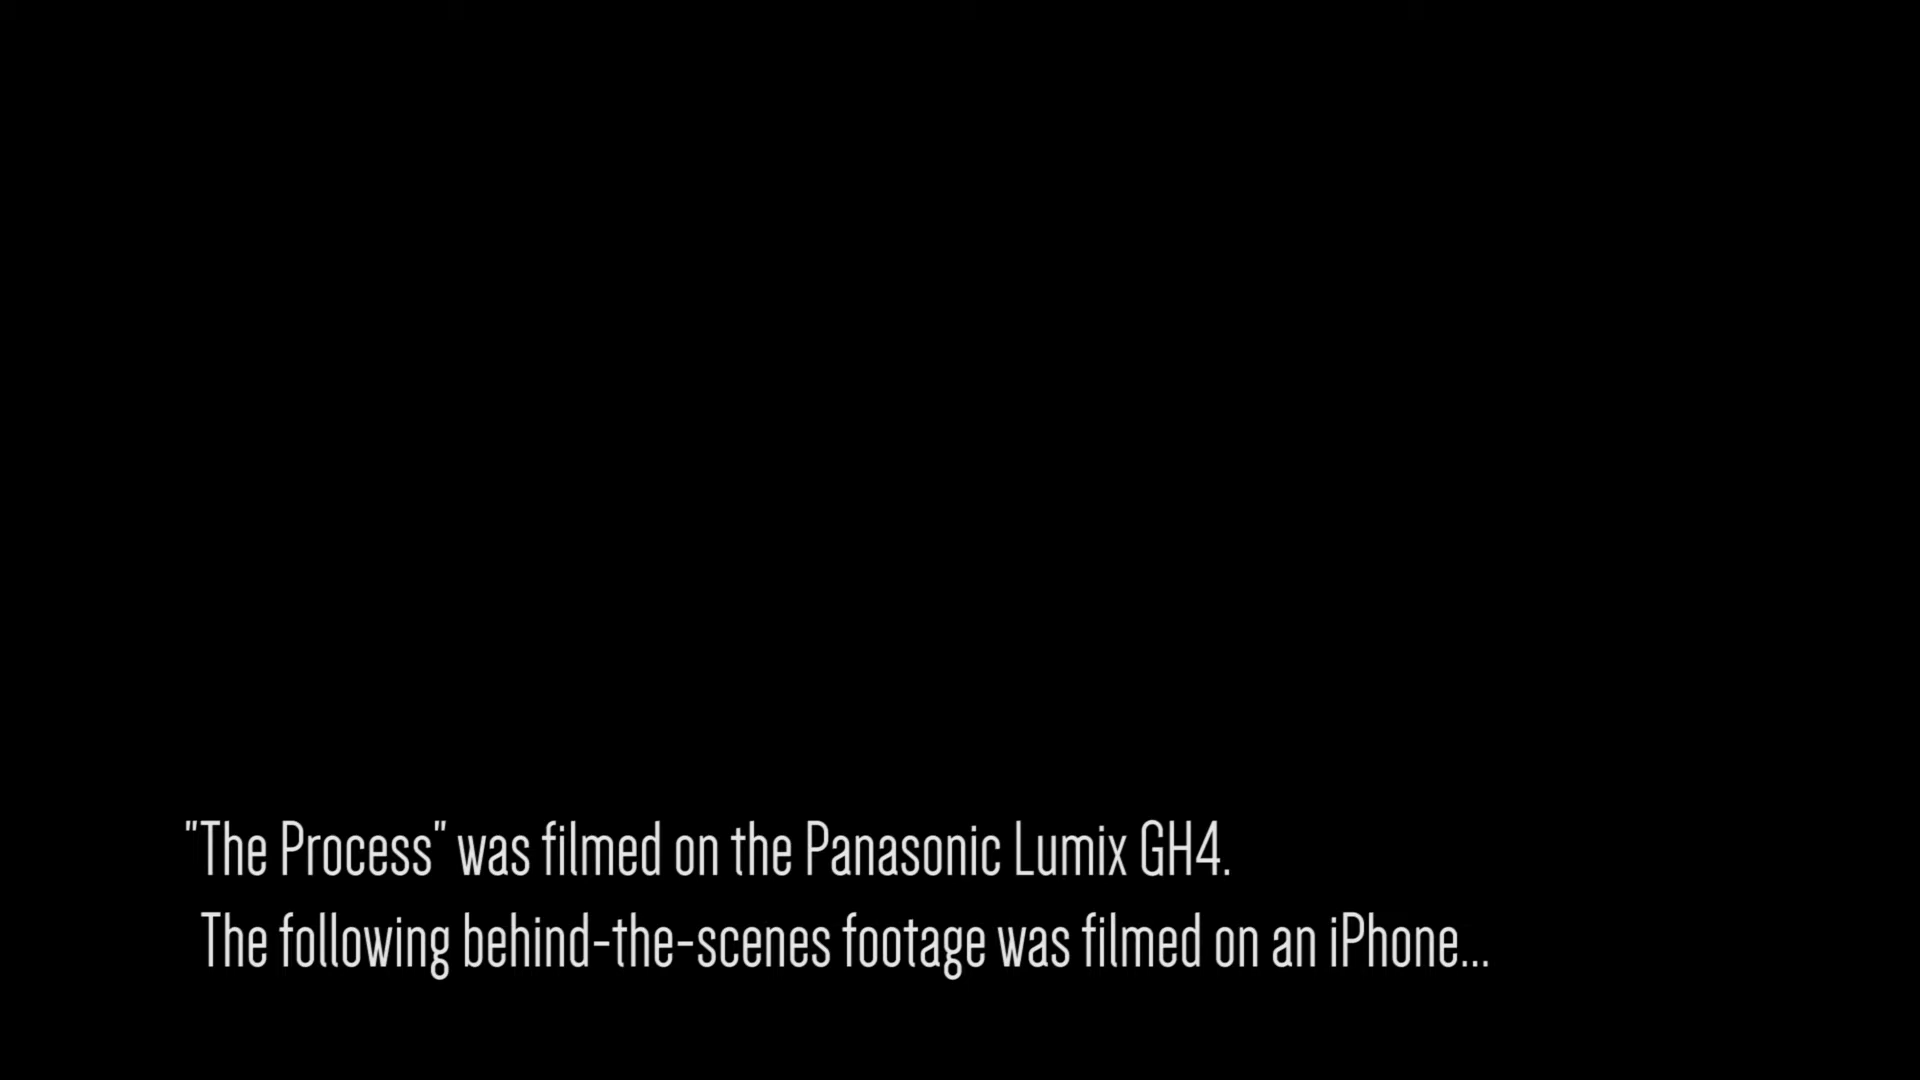 "The Process" was filmed on the Panasonic Lumix GH4.
The following behind-the-scenes footage was filmed on an iPhone...